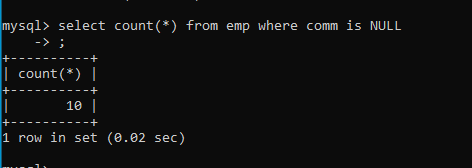 mysql> select count(*) from emp where comm is NULL
    -> ;
+----------+
| count(*) |
+----------+
|       10 |
+----------+
1 row in set (0.02 sec)

mysql>